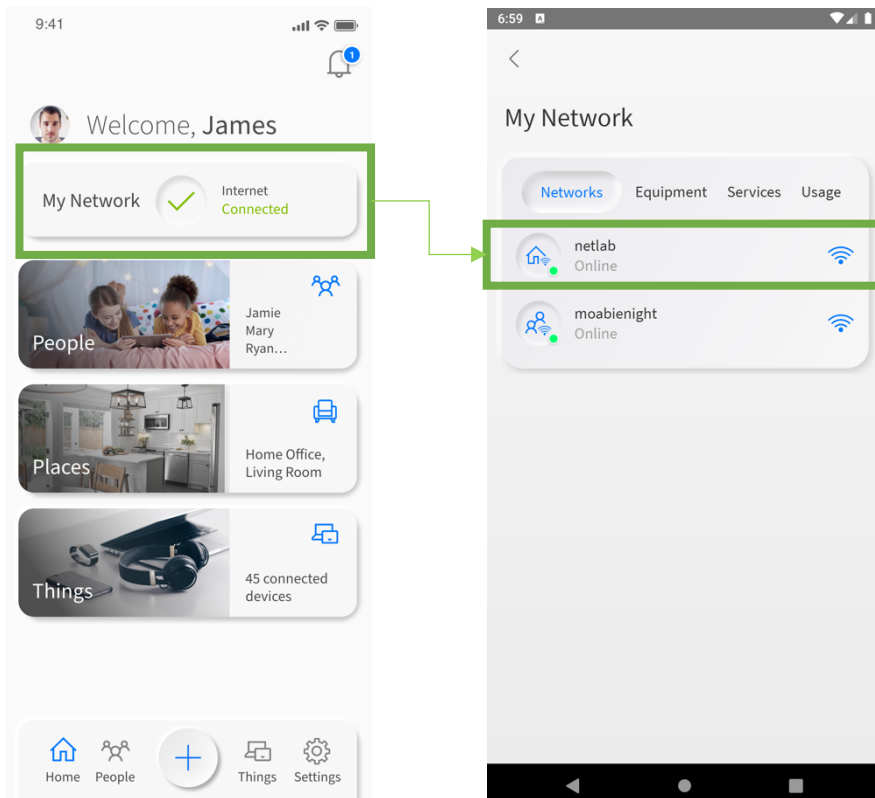 9:41
1
Welcome, James
My Network
Internet
Connected
People
Jamie
Mary
Ryan...
Places
Home Office,
Living Room
Things
45 connected
devices
Home People + Things Settings
6:59 A
My Network
Networks Equipment Services Usage
netlab
Online
moabienight
Online